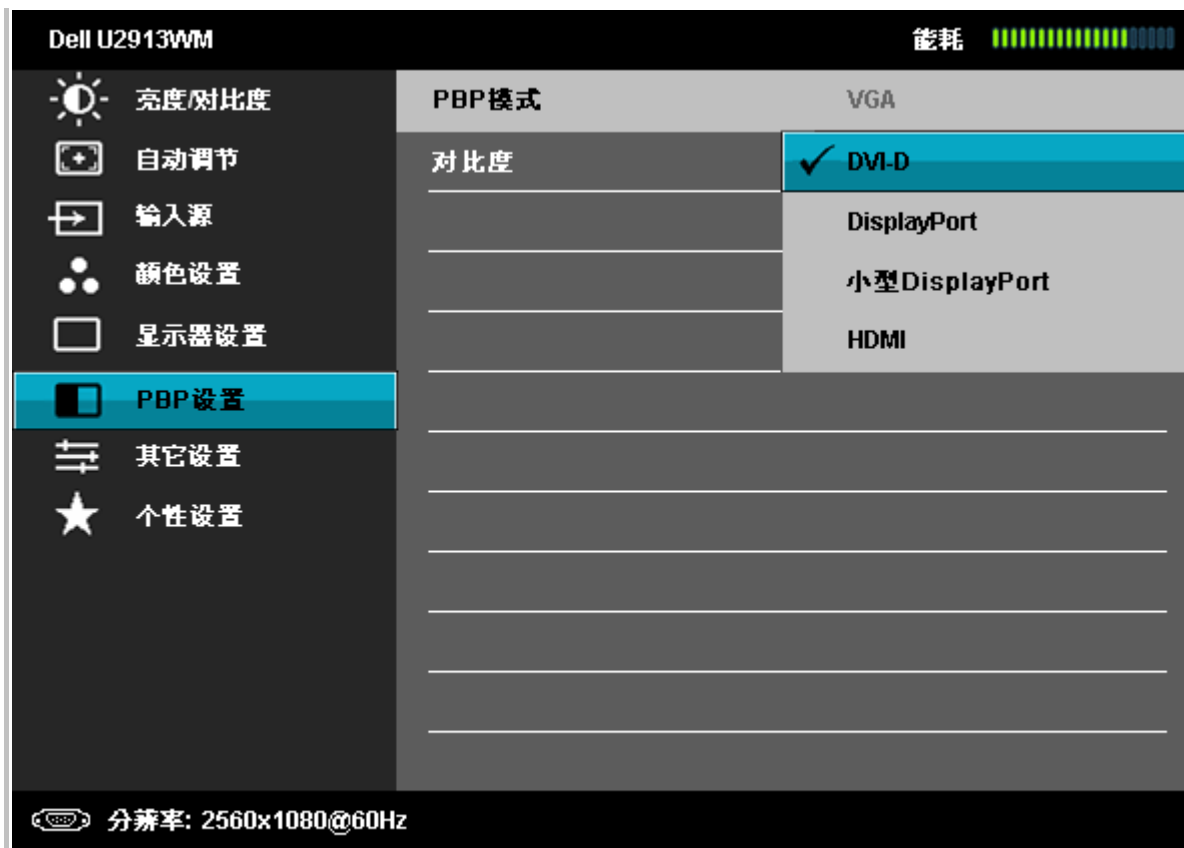 Dell U2913WM 能耗
亮度/对比度
自动调节
输入源
颜色设置
显示器设置
PBP设置
其它设置
个性设置
PBP模式 VGA
对比度 DVI-D
DisplayPort
小型DisplayPort
HDMI
分辨率: 2560x1080@60Hz